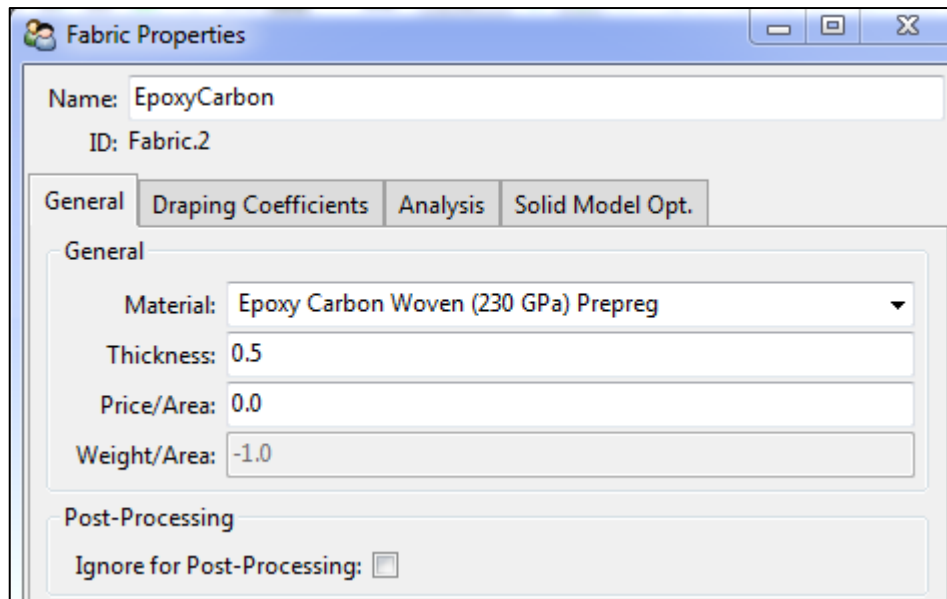 Fabric Properties
Name: EpoxyCarbon
ID: Fabric.2
General Draping Coefficients Analysis Solid Model Opt.
General
Material: Epoxy Carbon Woven (230 GPa) Prepreg
Thickness: 0.5
Price/Area: 0.0
Weight/Area: -1.0
Post-Processing
Ignore for Post-Processing: